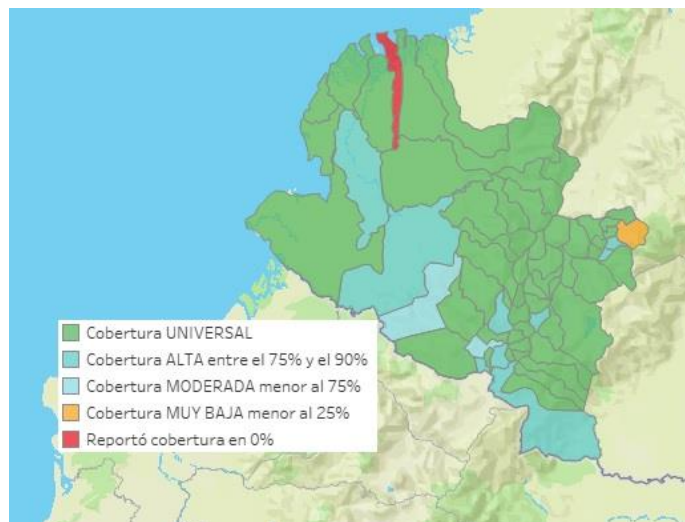 Cobertura UNIVERSAL
Cobertura ALTA entre el 75% y el 90%
Cobertura MODERADA menor al 75%
Cobertura MUY BAJA menor al 25%
Reportó cobertura en 0%